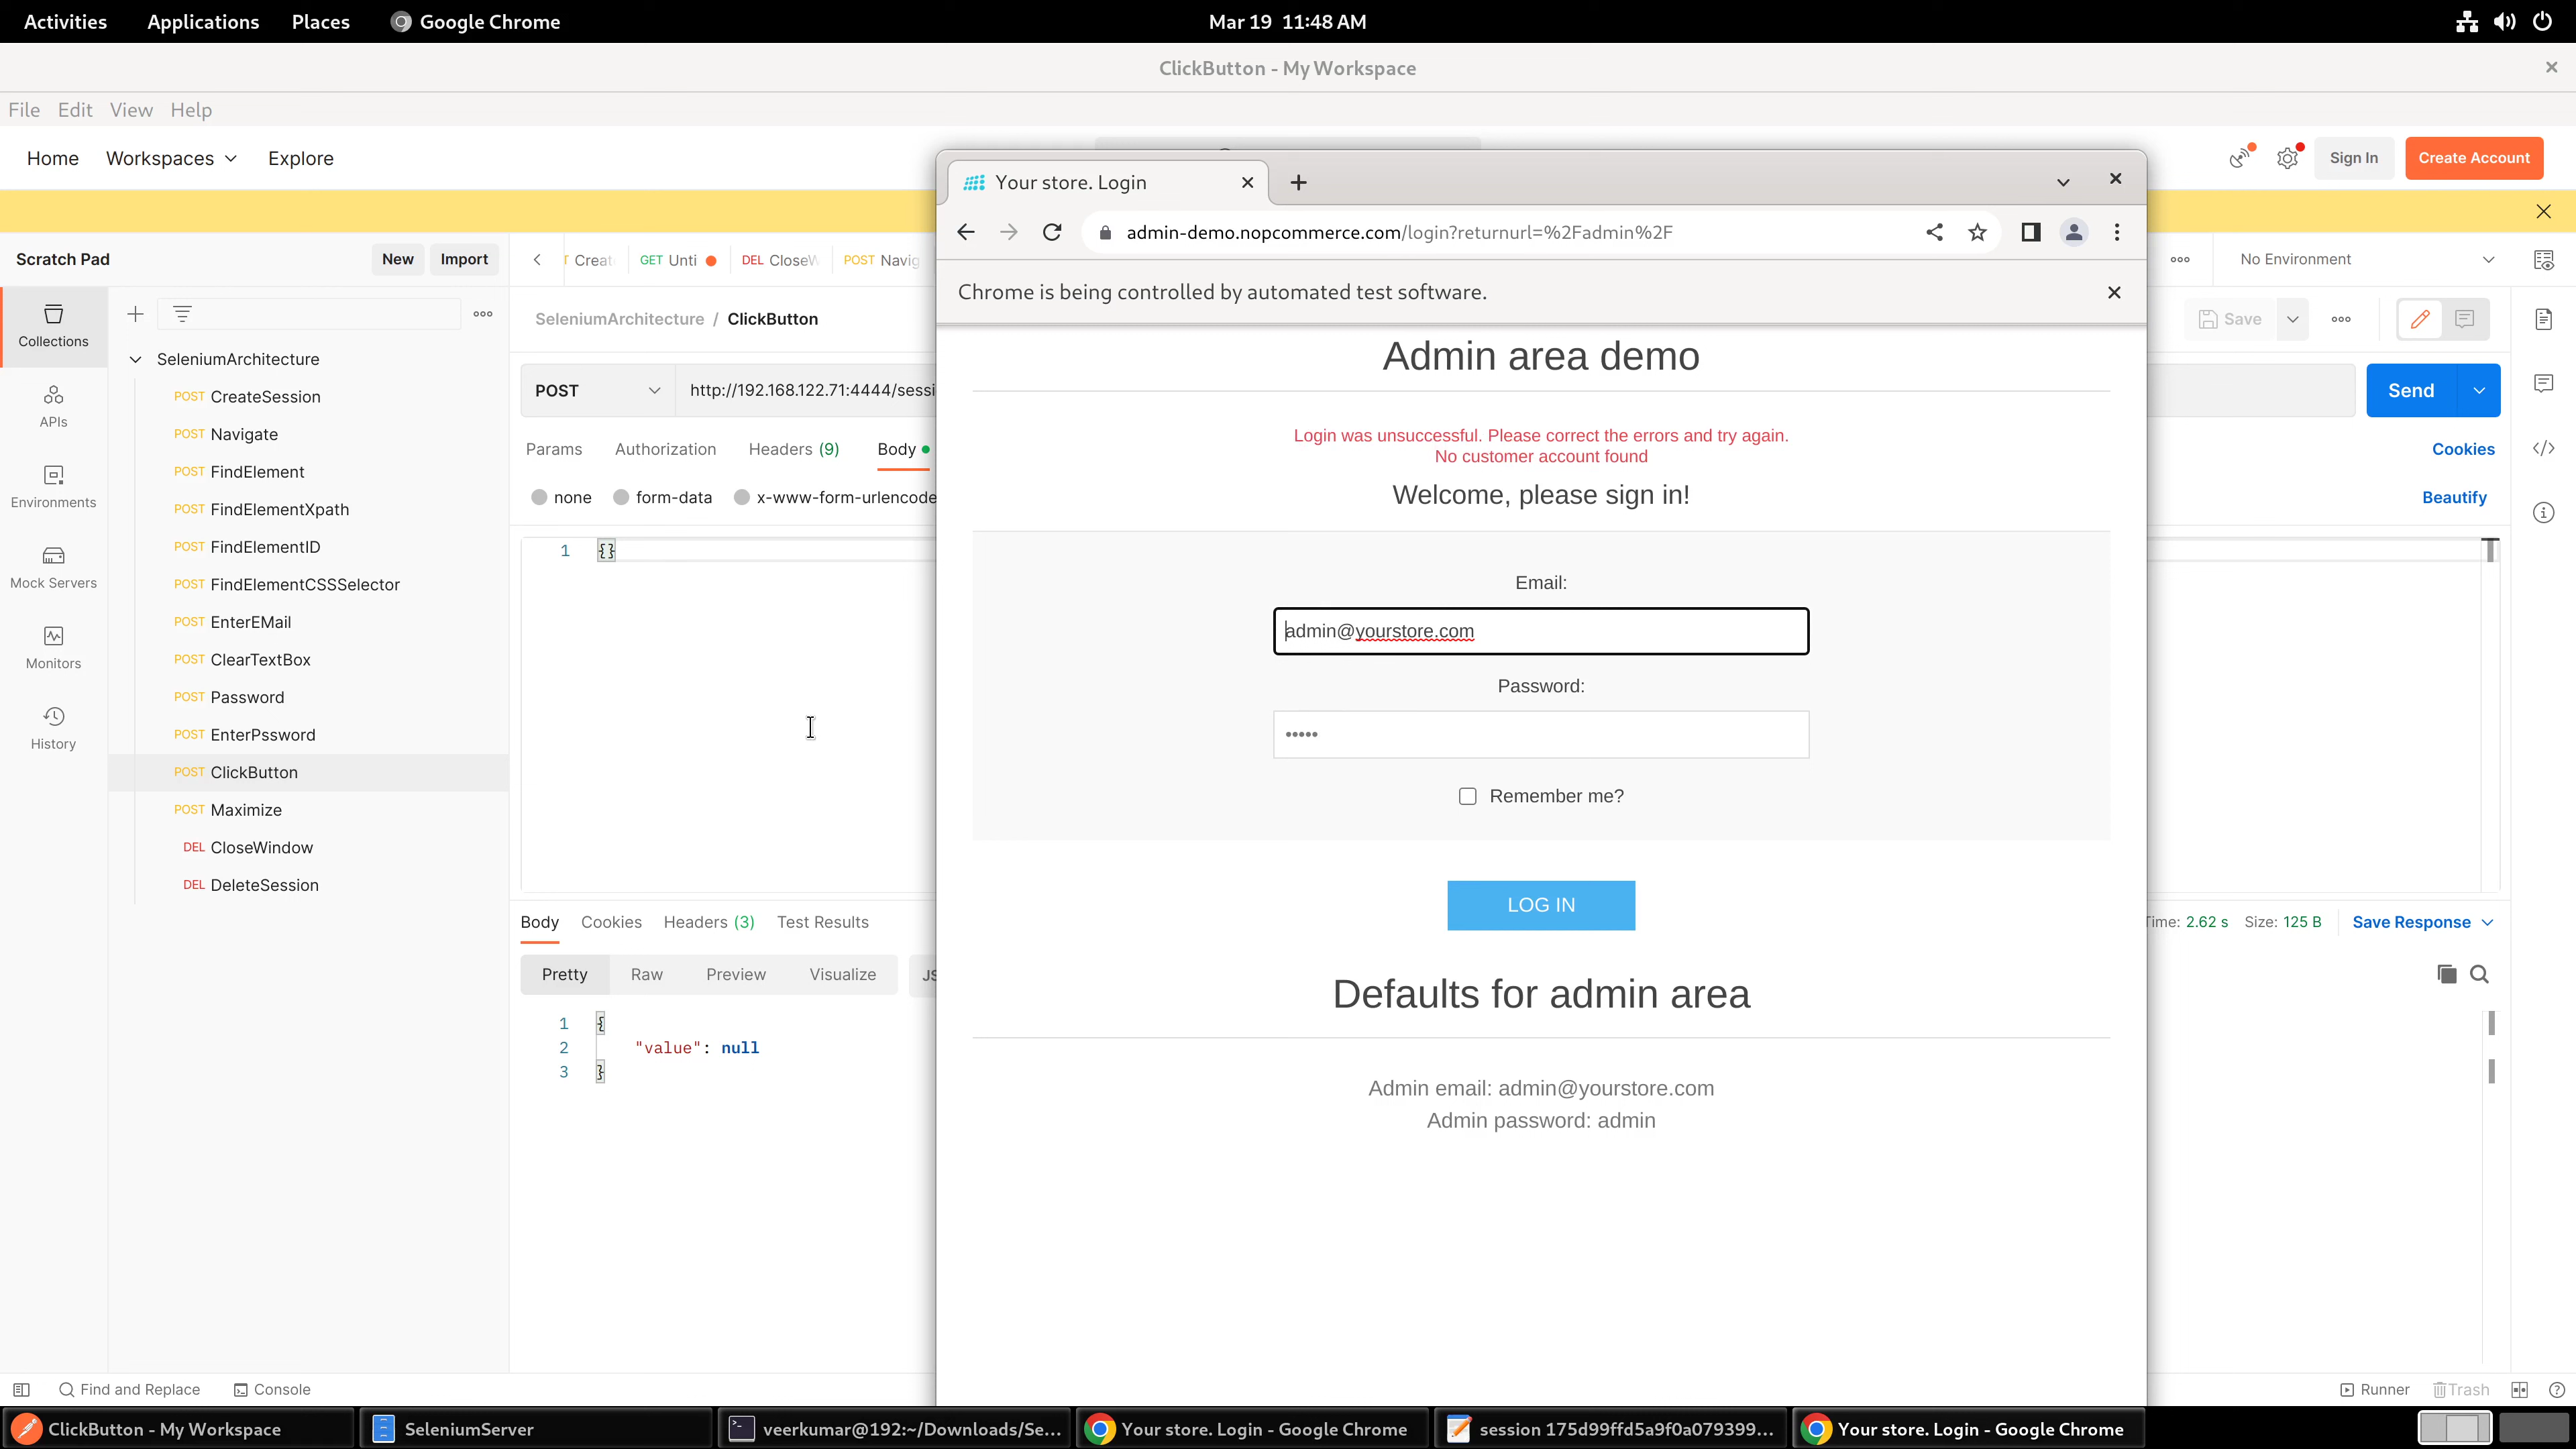 Activities Applications Places Google Chrome Mar 19 11:48 AM
ClickButton - My Workspace
File Edit View Help
Home Workspaces Explore Sign In Create Account
Scratch Pad New Import GET Unti DEL POST No Environment
Collections
APIs
Environments
Mock Servers
Monitors
History
SeleniumArchitecture
POST CreateSession
POST Navigate
POST FindElement
POST FindElementXpath
POST FindElementID
POST FindElementCSSSelector
POST EnterEMail
POST ClearTextBox
POST Password
POST EnterPssword
POST ClickButton
POST Maximize
DEL CloseWindow
DEL DeleteSession
SeleniumArchitecture / ClickButton Save
POST http://192.168.122.71:4444/sessi Send
Params Authorization Headers (9) Body Cookies
none form-data x-www-form-urlencode Beautify
1 {}
Body Cookies Headers (3) Test Results Time: 2.62 s Size: 125 B Save Response
Pretty Raw Preview Visualize JS
1 {
2 "value": null
3 }
Your store. Login
admin-demo.nopcommerce.com/login?returnurl=%2Fadmin%2F
Chrome is being controlled by automated test software.
Admin area demo
Login was unsuccessful. Please correct the errors and try again.
No customer account found
Welcome, please sign in!
Email:
admin@yourstore.com
Password:
•••••
Remember me?
LOG IN
Defaults for admin area
Admin email: admin@yourstore.com
Admin password: admin
Find and Replace Console Runner Trash
ClickButton - My Workspace SeleniumServer veerkumar@192:~/Downloads/Se... Your store. Login - Google Chrome session 175d99ffd5a9f0a079399... Your store. Login - Google Chrome